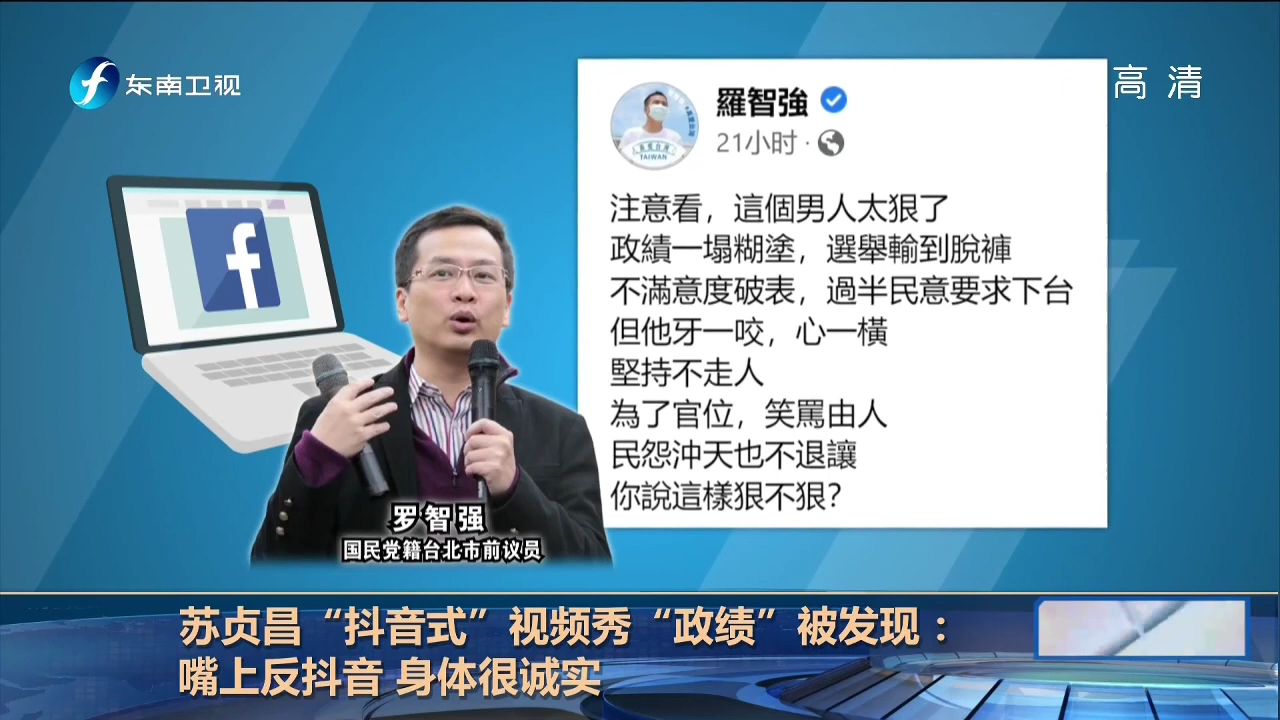 东南卫视
高清
羅智強
21小时 ·
注意看，這個男人太狠了
政績一塌糊塗，選舉輸到脫褲
不滿意度破表，過半民意要求下台
但他牙一咬，心一橫
堅持不走人
為了官位，笑罵由人
民怨沖天也不退讓
你說這樣狠不狠？
TAIWAN
罗智强
国民党籍台北市前议员
苏贞昌“抖音式”视频秀“政绩”被发现：
嘴上反抖音 身体很诚实